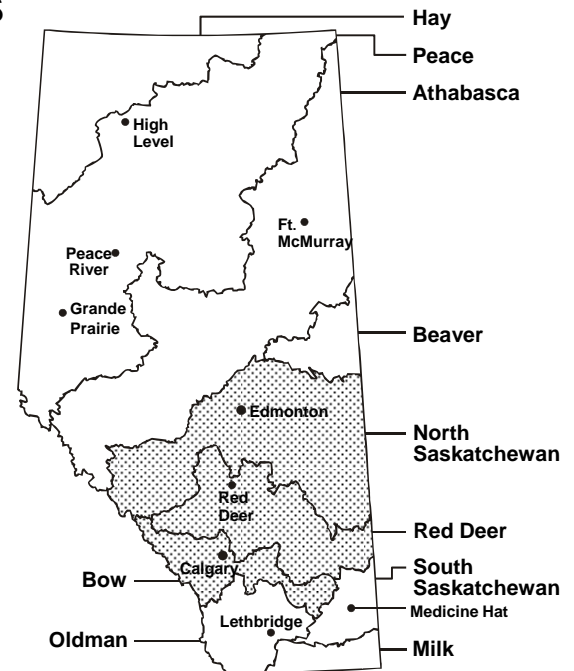 Hay
Peace
Athabasca
High
Level
Ft.
McMurray
Peace
River
Grande
Prairie
Beaver
Edmonton
North
Saskatchewan
Red
Deer
Red Deer
Calgary
South
Saskatchewan
Bow
Medicine Hat
Lethbridge
Oldman
Milk